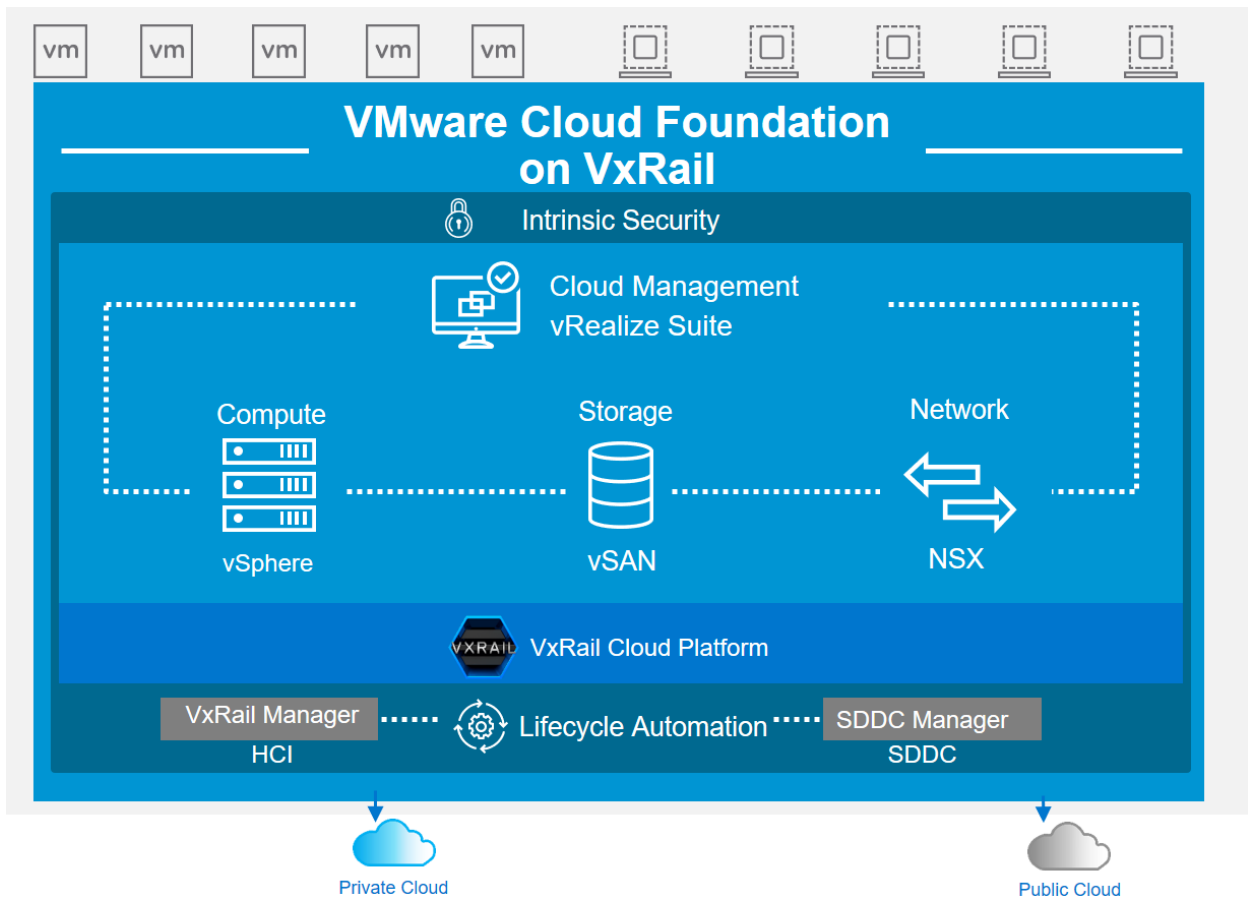 vm vm vm vm vm
VMware Cloud Foundation
on VxRail
Intrinsic Security
Cloud Management
vRealize Suite
Compute
Storage
Network
vSphere
vSAN
NSX
VXRAIL
VxRail Cloud Platform
VxRail Manager
Lifecycle Automation
SDDC Manager
HCI
SDDC
Private Cloud
Public Cloud